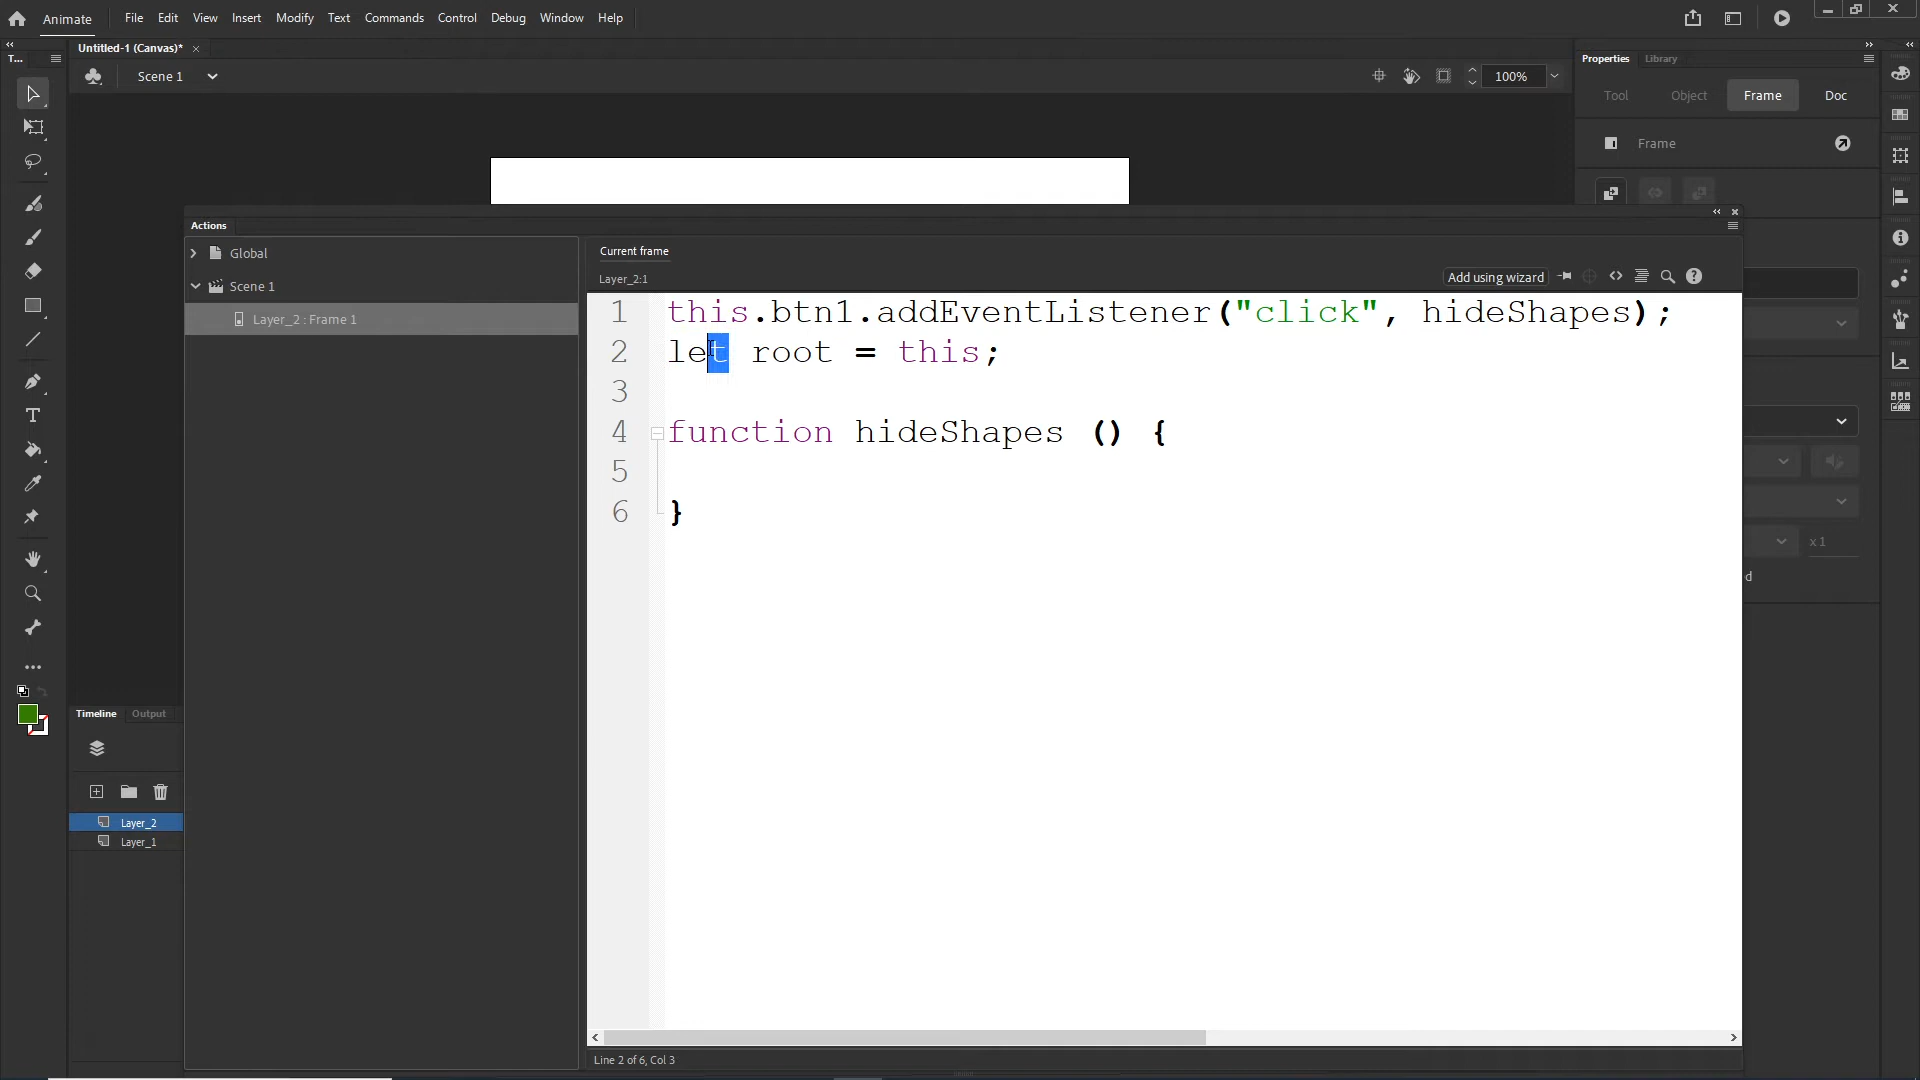 Animate File Edit View Insert Modify Text Commands Control Debug Window Help
Untitled-1 (Canvas)* ×
T... Scene 1 100%
Properties Library
Tool Object Frame Doc
Frame
Actions
Global
Scene 1
Layer_2 : Frame 1
Current frame
Layer_2:1 Add using wizard
1 this.btn1.addEventListener("click", hideShapes);
2 let root = this;
3
4 function hideShapes () {
5
6 }
x 1
d
Timeline Output
Layer_2
Layer_1
Line 2 of 6, Col 3